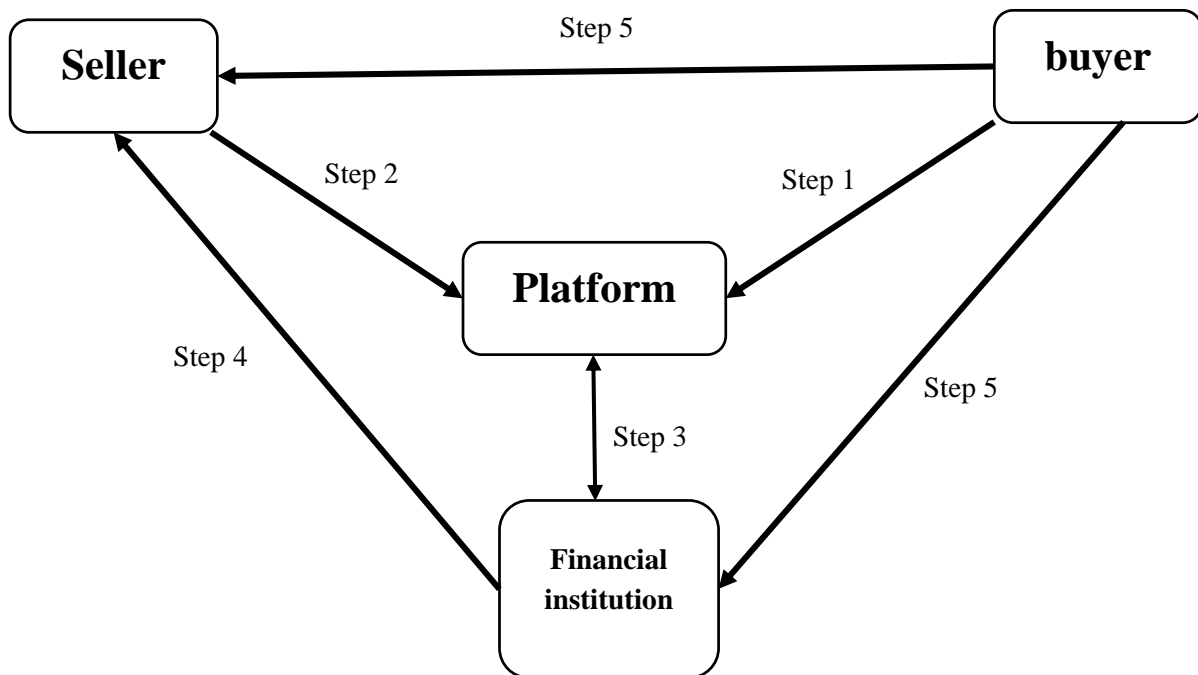 Step 5
Seller
buyer
Step 2
Step 1
Platform
Step 4
Step 5
Step 3
Financial
institution